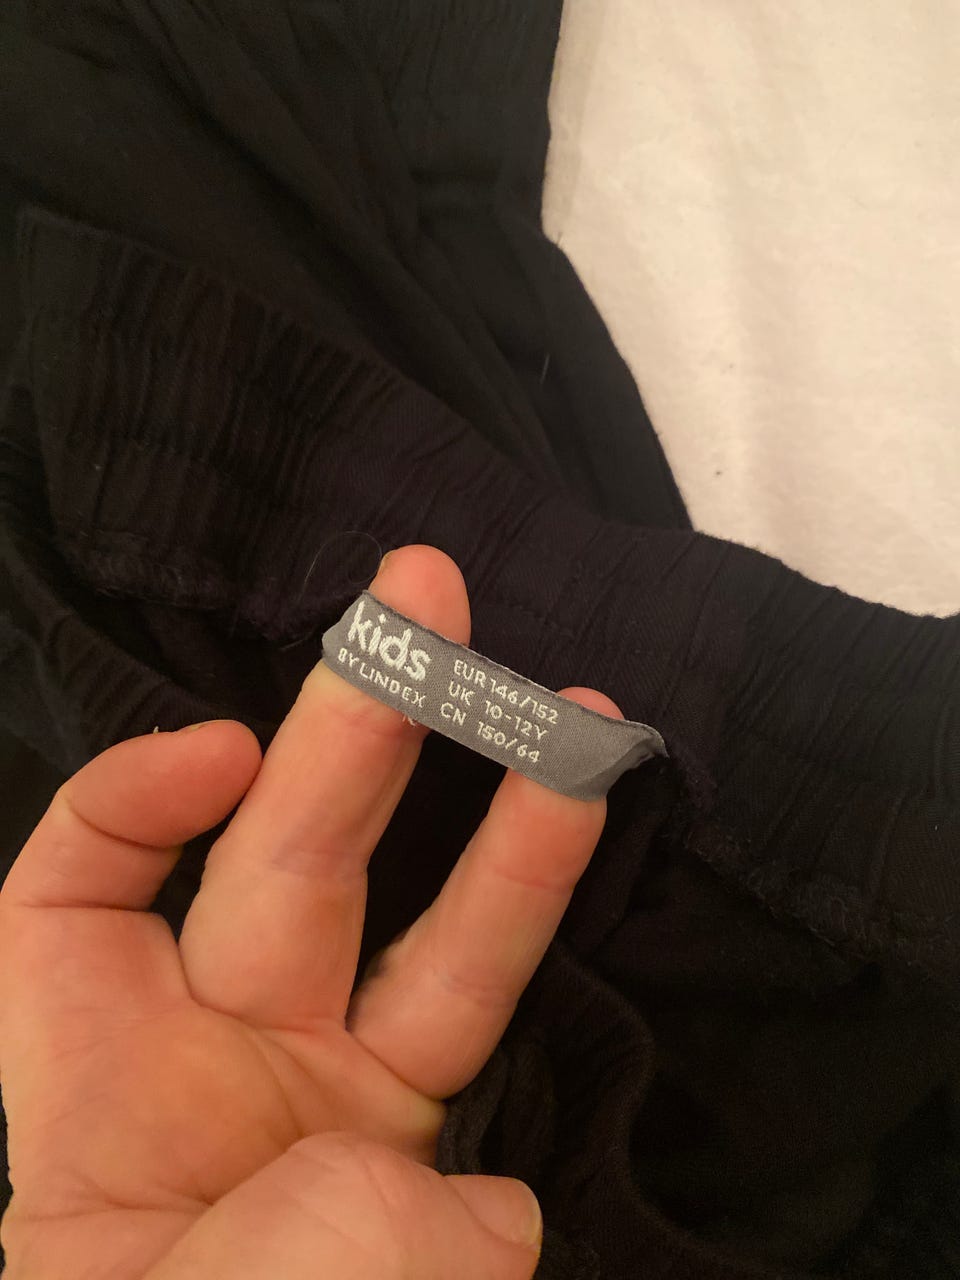 kids
BY LINDEX
EUR 146/152
UK 10-12Y
CN 150/64